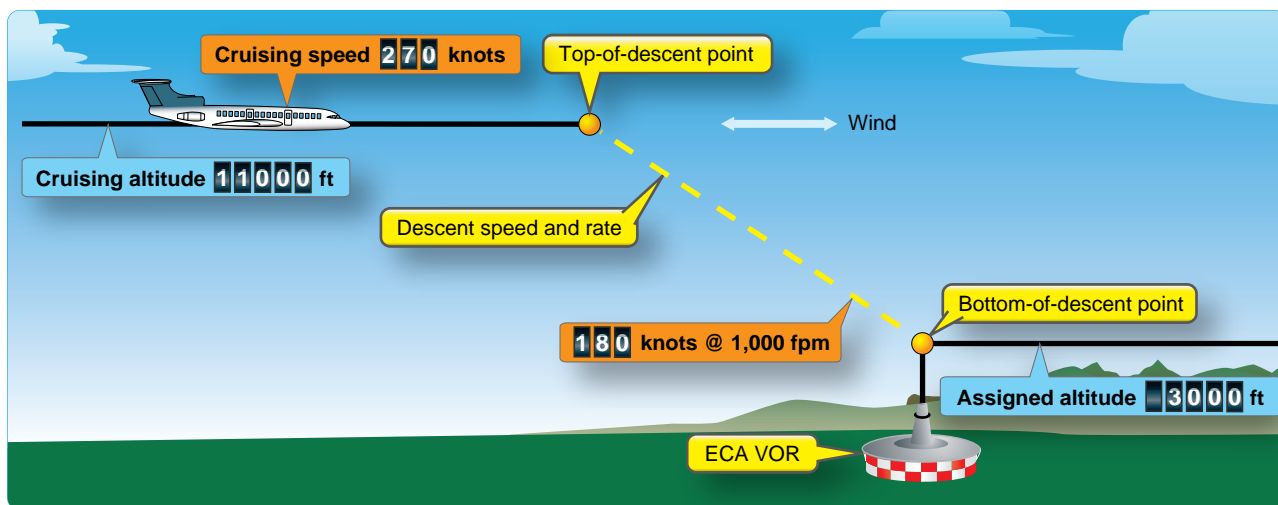 Cruising speed 270 knots
Top-of-descent point
Wind
Cruising altitude 11000 ft
Descent speed and rate
Bottom-of-descent point
180 knots @ 1,000 fpm
Assigned altitude 3000 ft
ECA VOR